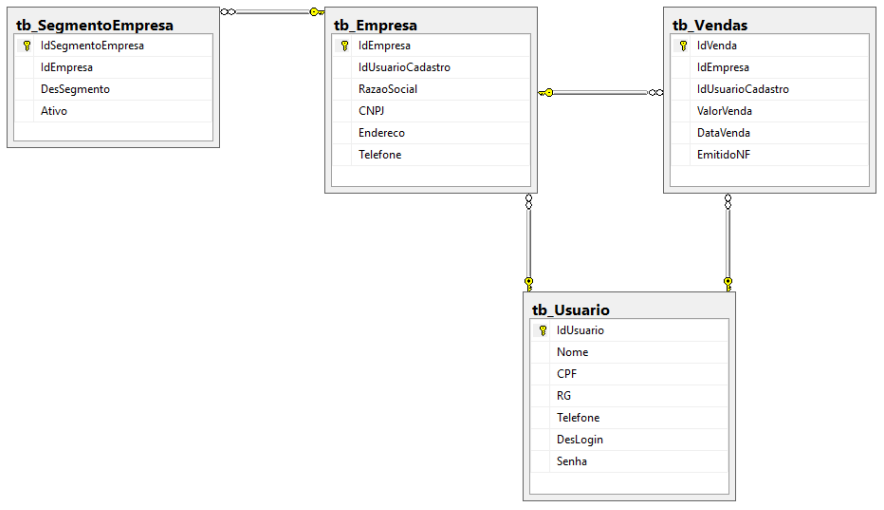 tb_SegmentoEmpresa
IdSegmentoEmpresa
IdEmpresa
DesSegmento
Ativo
tb_Empresa
IdEmpresa
IdUsuarioCadastro
RazaoSocial
CNPJ
Endereco
Telefone
tb_Vendas
IdVenda
IdEmpresa
IdUsuarioCadastro
ValorVenda
DataVenda
EmitidoNF
tb_Usuario
IdUsuario
Nome
CPF
RG
Telefone
DesLogin
Senha